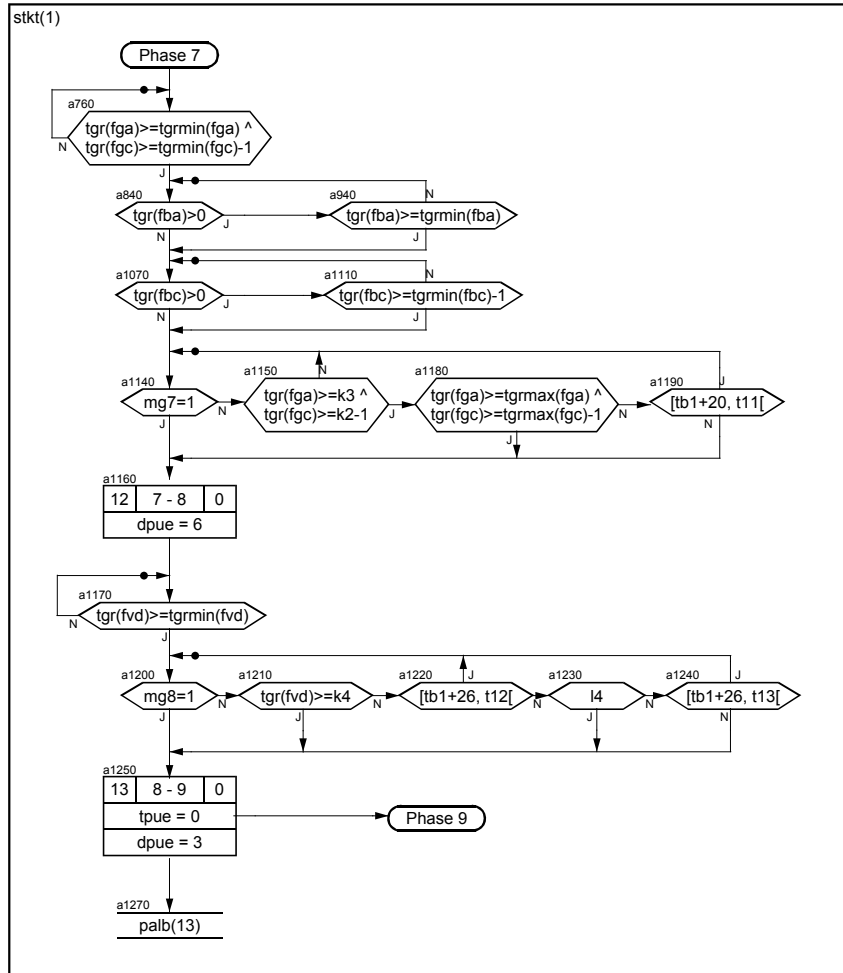 stkt(1)
Phase 7
a760
tgr(fga)>=tgrmin(fga) ^
tgr(fgc)>=tgrmin(fgc)-1
N
J
a840
tgr(fba)>0
J
N
a940
tgr(fba)>=tgrmin(fba)
N
J
a1070
tgr(fbc)>0
J
N
a1110
tgr(fbc)>=tgrmin(fbc)-1
N
J
a1140
mg7=1
N
J
a1150
tgr(fga)>=k3 ^
tgr(fgc)>=k2-1
N
J
a1180
tgr(fga)>=tgrmax(fga) ^
tgr(fgc)>=tgrmax(fgc)-1
N
J
a1190
[tb1+20, t11[
J
N
a1160
12 7 - 8 0
dpue = 6
a1170
tgr(fvd)>=tgrmin(fvd)
N
J
a1200
mg8=1
N
J
a1210
tgr(fvd)>=k4
N
J
a1220
[tb1+26, t12[
J
N
a1230
l4
N
J
a1240
[tb1+26, t13[
J
N
a1250
13 8 - 9 0
tpue = 0
dpue = 3
Phase 9
a1270
palb(13)